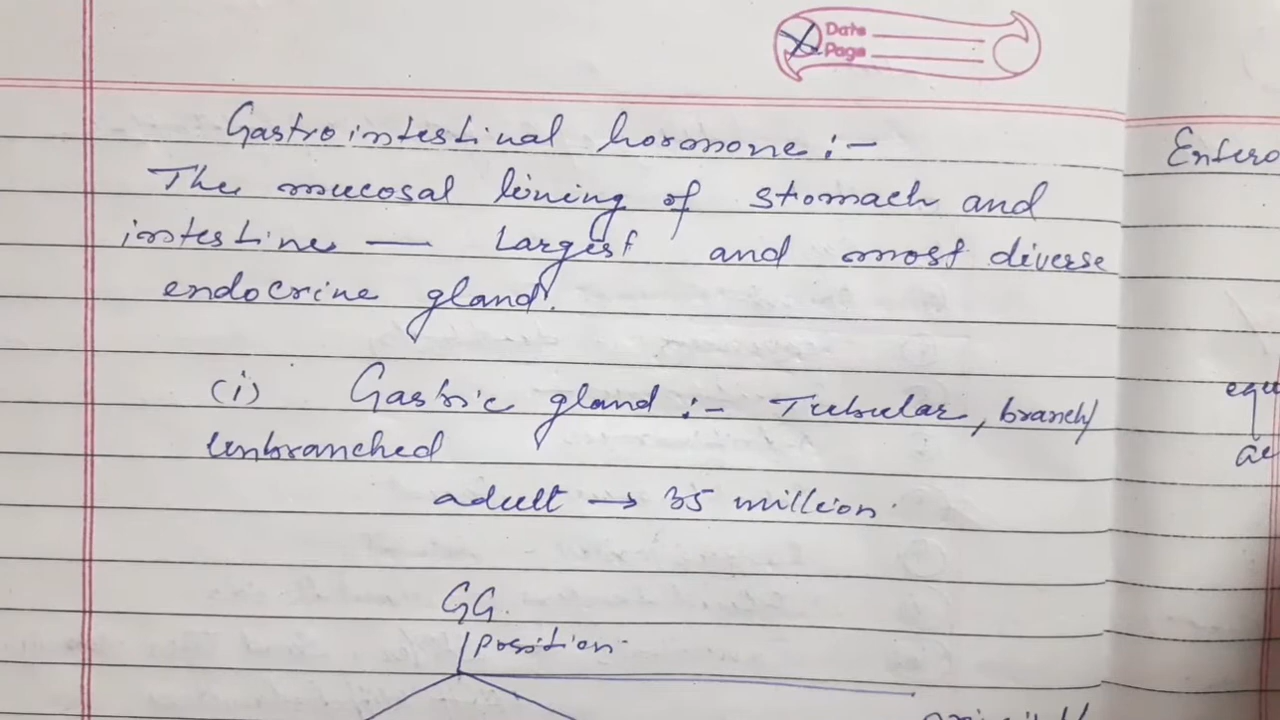 Date
Page
Gastrointestinal hormone :-
The mucosal lining of stomach and
intestine — Largest and most diverse
endocrine gland.
(i) Gastric gland :- Tubular, branch/
Unbranched
adult → 35 million.
GG.
Position
Entero
equ